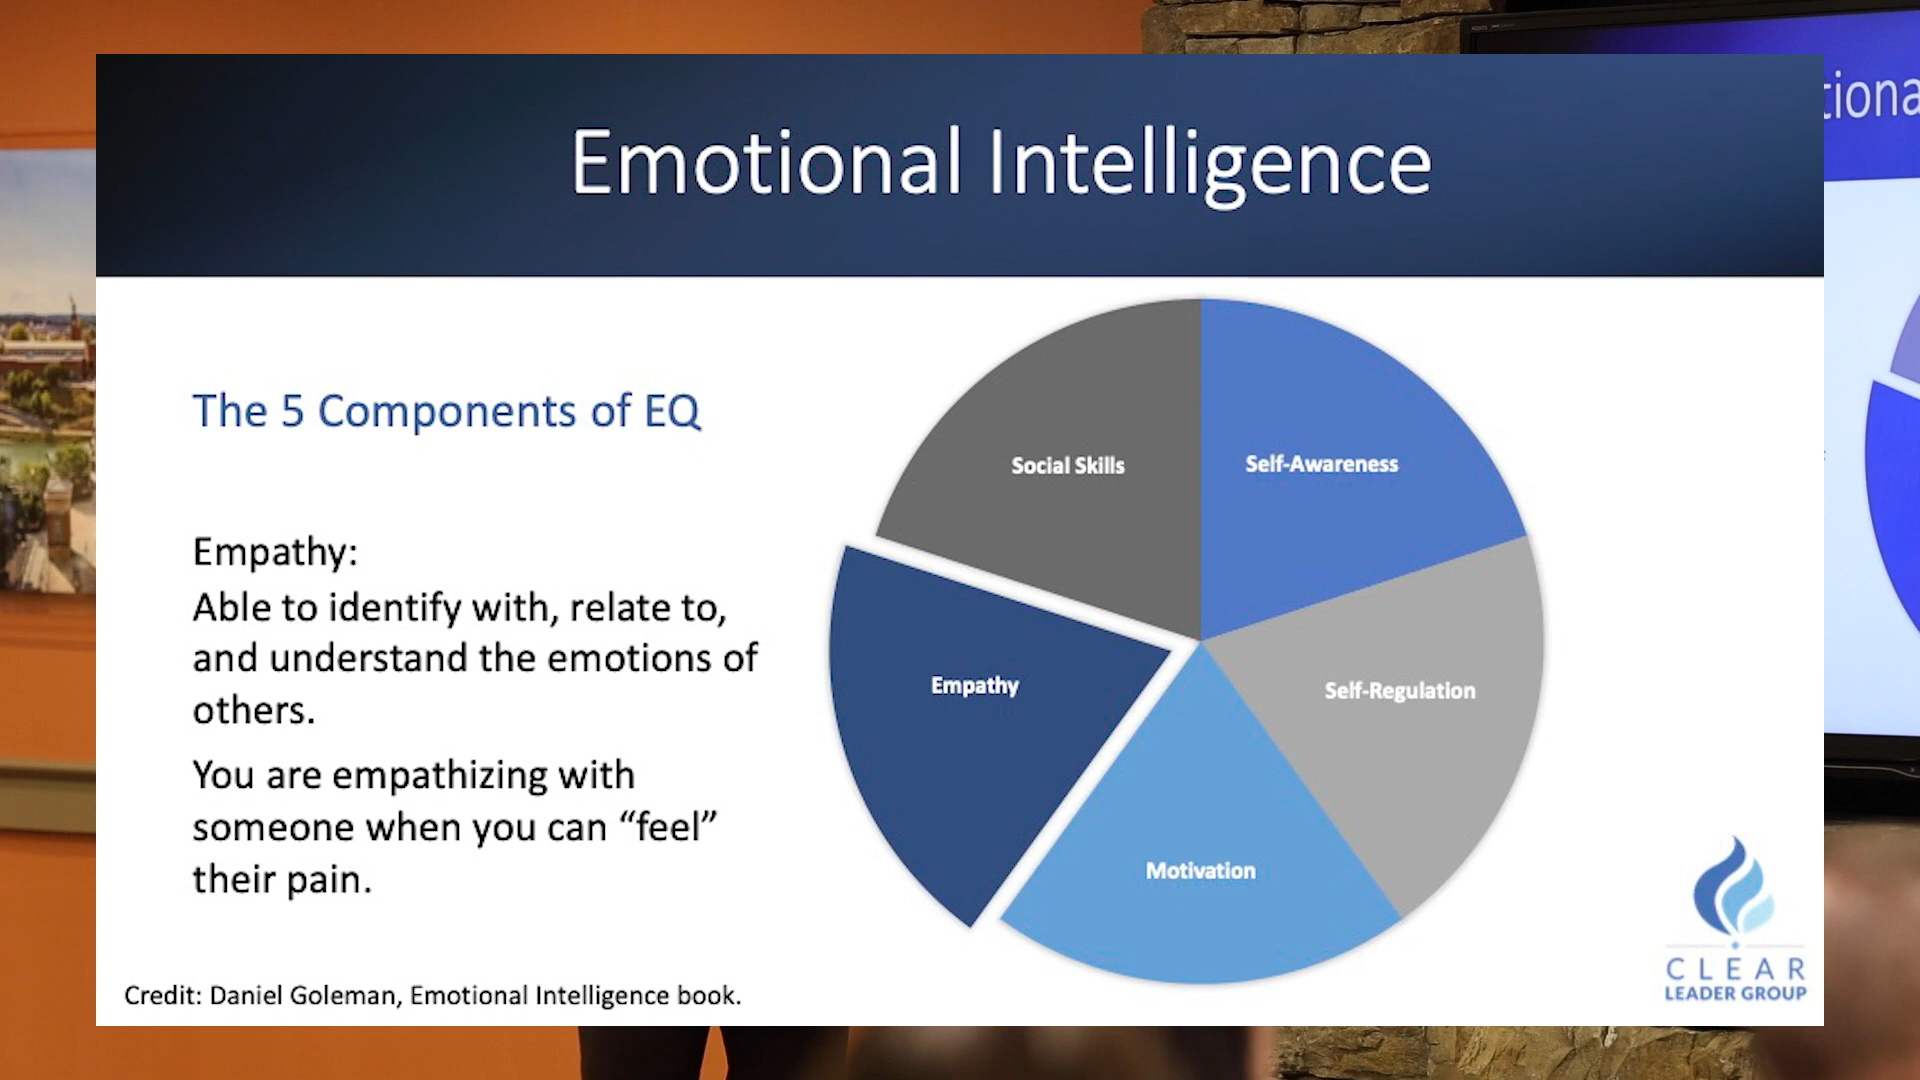 Emotional Intelligence
The 5 Components of EQ
Empathy:
Able to identify with, relate to,
and understand the emotions of
others.
You are empathizing with
someone when you can “feel”
their pain.
Social Skills
Self-Awareness
Empathy
Self-Regulation
Motivation
Credit: Daniel Goleman, Emotional Intelligence book.
CLEAR
LEADER GROUP